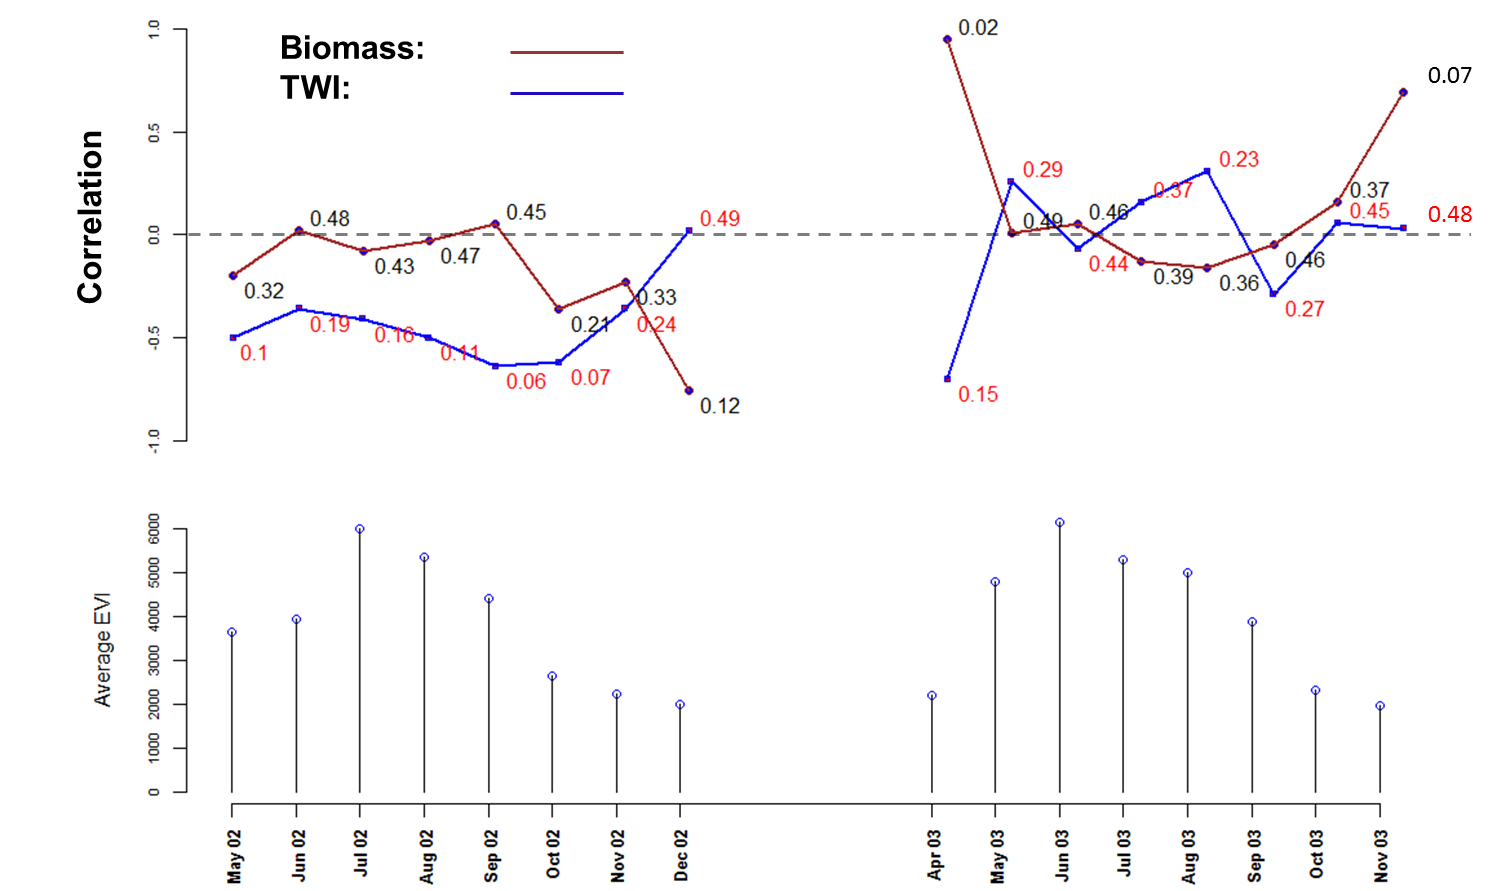 Biomass:
TWI:
Correlation
1.0
0.5
0.0
-0.5
-1.0
0.32
0.48
0.43
0.47
0.45
0.21
0.33
0.12
0.1
0.19
0.16
0.11
0.06
0.07
0.24
0.49
0.02
0.49
0.46
0.39
0.36
0.46
0.37
0.07
0.15
0.29
0.44
0.37
0.23
0.27
0.45
0.48
Average EVI
6000
5000
4000
3000
2000
1000
0
May 02
Jun 02
Jul 02
Aug 02
Sep 02
Oct 02
Nov 02
Dec 02
Apr 03
May 03
Jun 03
Jul 03
Aug 03
Sep 03
Oct 03
Nov 03